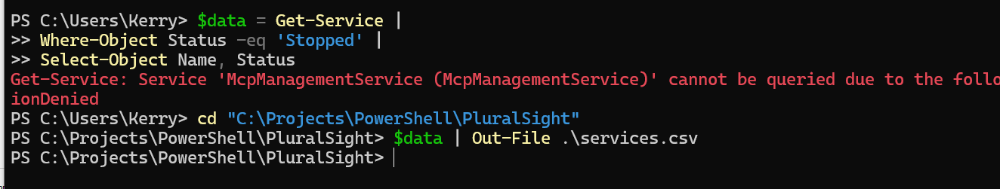 PS C:\Users\Kerry> $data = Get-Service |
>> Where-Object Status -eq 'Stopped' |
>> Select-Object Name, Status
Get-Service: Service 'McpManagementService (McpManagementService)' cannot be queried due to the follo
ionDenied
PS C:\Users\Kerry> cd "C:\Projects\PowerShell\PluralSight"
PS C:\Projects\PowerShell\PluralSight> $data | Out-File .\services.csv
PS C:\Projects\PowerShell\PluralSight>